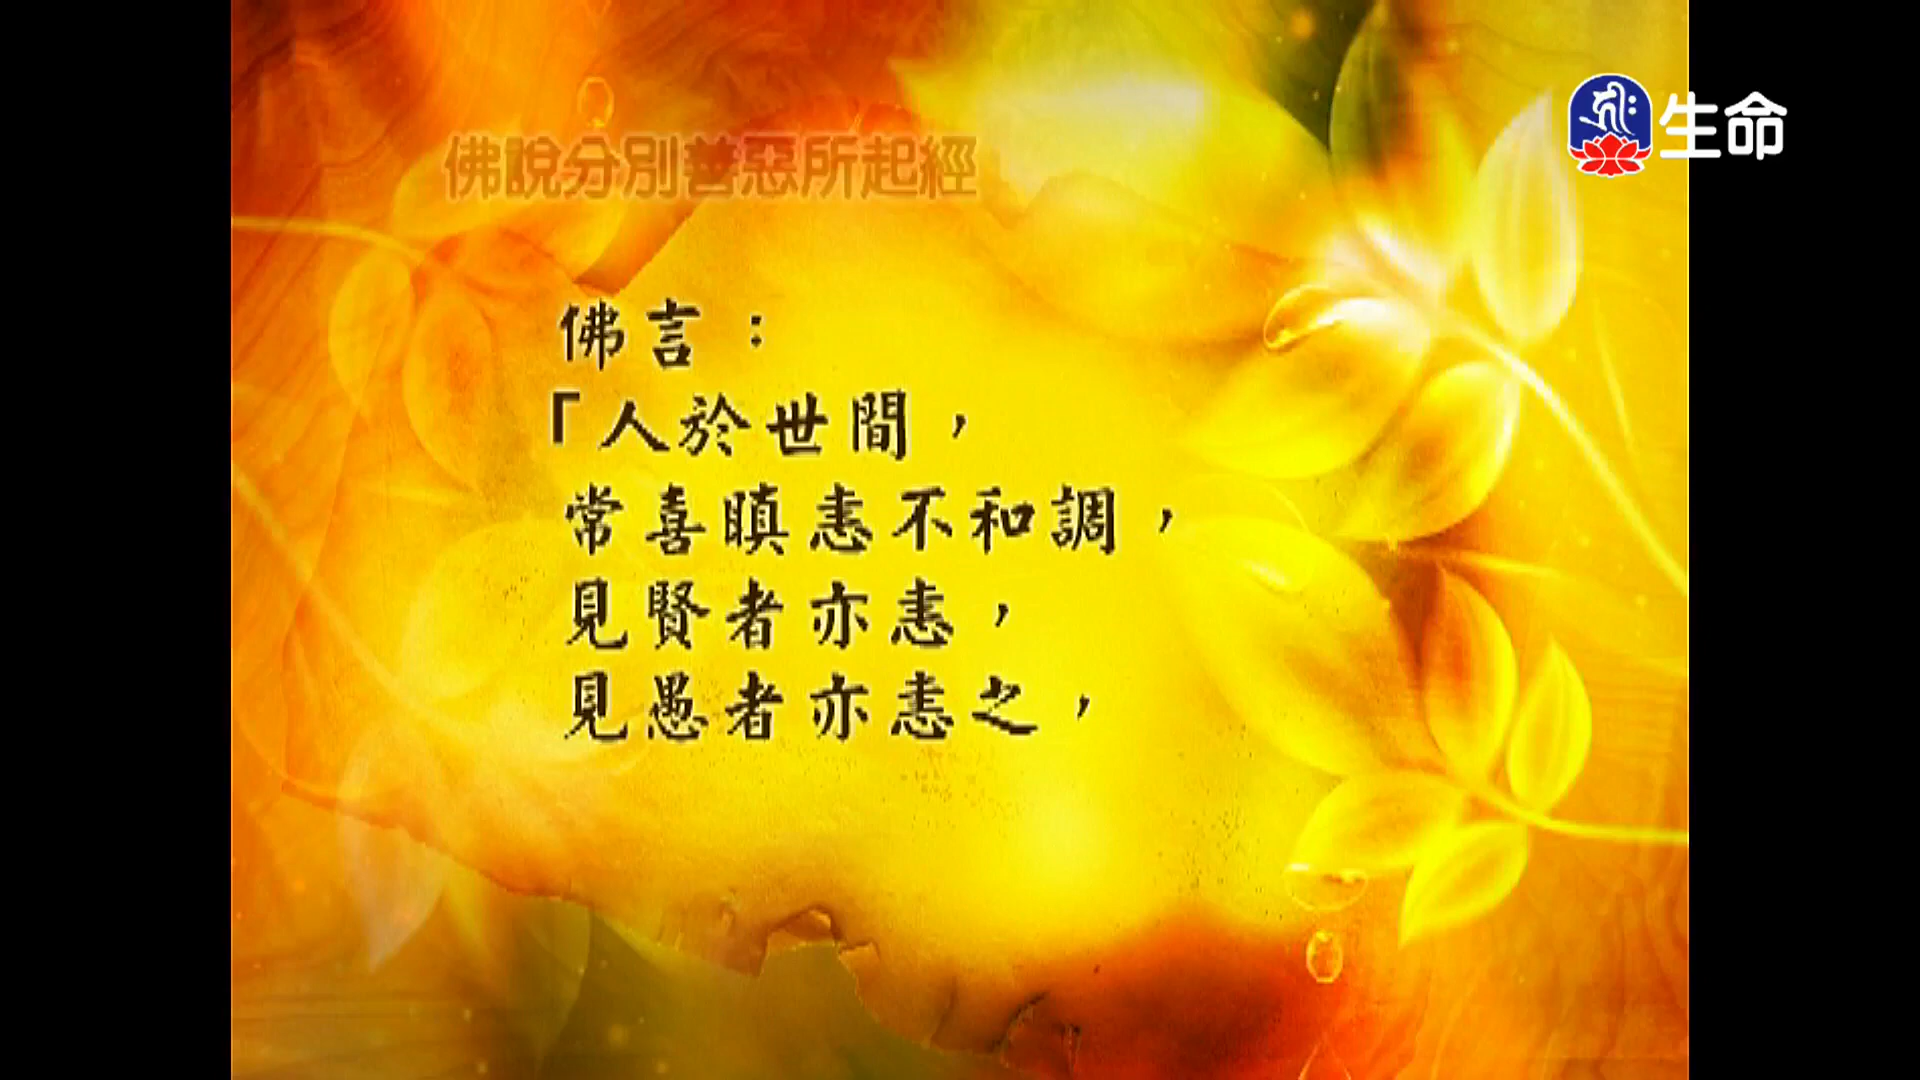 佛說分別善惡所起經
生命
佛言：
「人於世間，
常喜瞋恚不和調，
見賢者亦恚，
見愚者亦恚之，